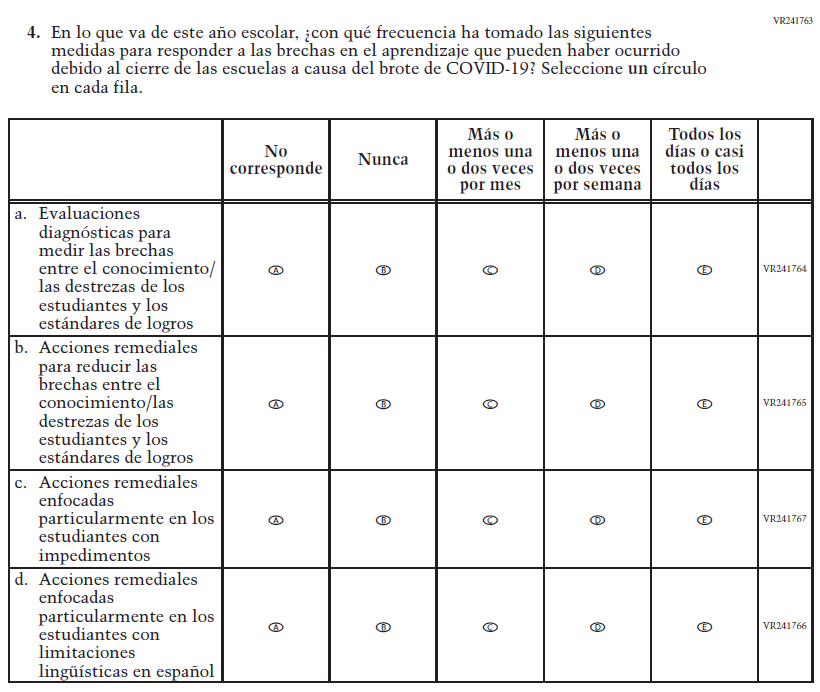 VR241763
4. En lo que va de este año escolar, ¿con qué frecuencia ha tomado las siguientes
medidas para responder a las brechas en el aprendizaje que pueden haber ocurrido
debido al cierre de las escuelas a causa del brote de COVID-19? Seleccione un círculo
en cada fila.
No
corresponde
Nunca
Más o
menos una
o dos veces
por mes
Más o
menos una
o dos veces
por semana
Todos los
días o casi
todos los
días
a. Evaluaciones
diagnósticas para
medir las brechas
entre el conocimiento/
las destrezas de los
estudiantes y los
estándares de logros
A B C D E VR241764
b. Acciones remediales
para reducir las
brechas entre el
conocimiento/las
destrezas de los
estudiantes y los
estándares de logros
A B C D E VR241765
c. Acciones remediales
enfocadas
particularmente en los
estudiantes con
impedimentos
A B C D E VR241767
d. Acciones remediales
enfocadas
particularmente en los
estudiantes con
limitaciones
lingüísticas en español
A B C D E VR241766